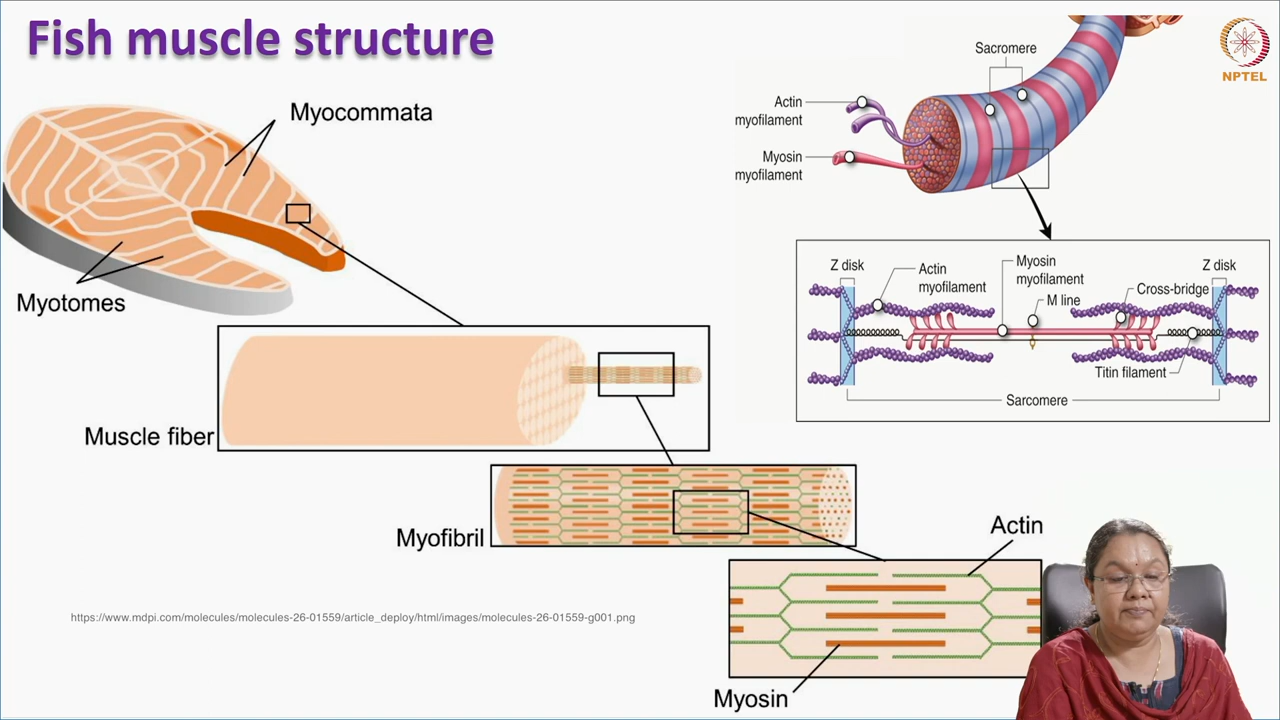 Fish muscle structure
NPTEL
Myocommata
Myotomes
Muscle fiber
Myofibril
Actin
Myosin
https://www.mdpi.com/molecules/molecules-26-01559/article_deploy/html/images/molecules-26-01559-g001.png
Sacromere
Actin
myofilament
Myosin
myofilament
Z disk
Actin
myofilament
Myosin
myofilament
M line
Cross-bridge
Z disk
Titin filament
Sarcomere